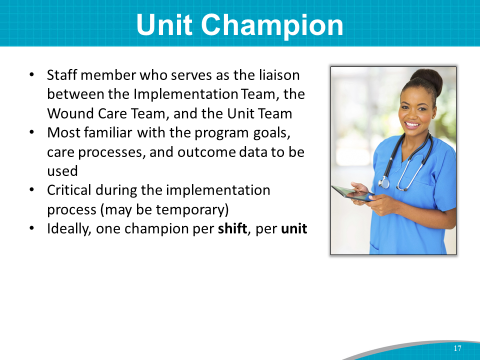 Unit Champion
• Staff member who serves as the liaison
between the Implementation Team, the
Wound Care Team, and the Unit Team
• Most familiar with the program goals,
care processes, and outcome data to be
used
• Critical during the implementation
process (may be temporary)
• Ideally, one champion per shift, per unit
17